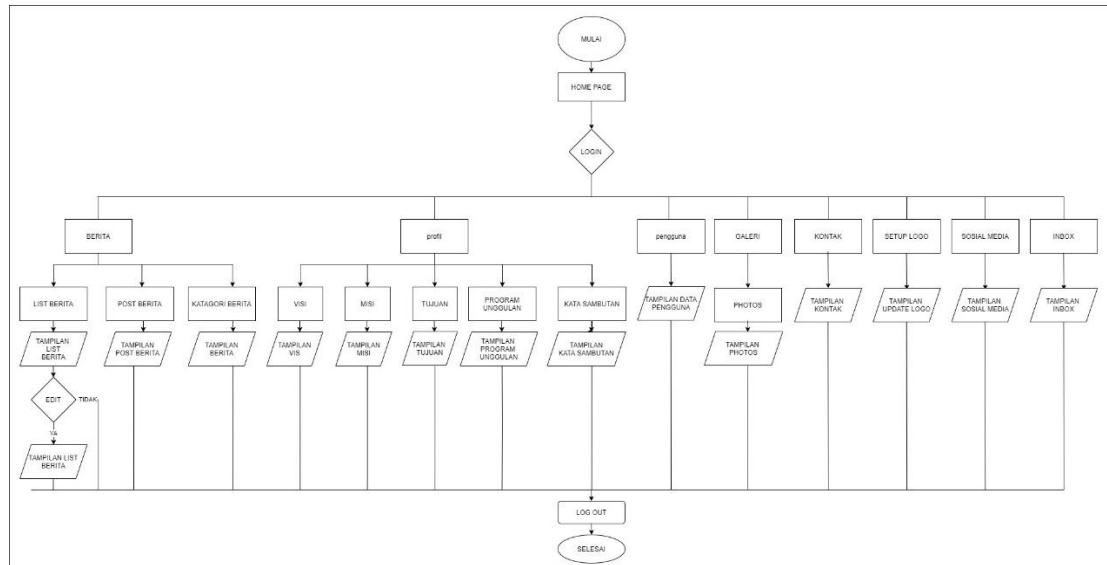 MULAI
HOME PAGE
LOGIN
BERITA
profil
pengguna
GALERI
KONTAK
SETUP LOGO
SOSIAL MEDIA
INBOX
LIST BERITA
POST BERITA
KATAGORI BERITA
VISI
MISI
TUJUAN
PROGRAM
UNGGULAN
KATA SAMBUTAN
TAMPILAN DATA
PENGGUNA
PHOTOS
TAMPILAN
KONTAK
TAMPILAN
UPDATE LOGO
TAMPILAN
SOSIAL MEDIA
TAMPILAN
INBOX
TAMPILAN
LIST
BERITA
TAMPILAN
POST BERITA
TAMPILAN
BERITA
TAMPILAN
VIS
TAMPILAN
MISI
TAMPILAN
TUJUAN
TAMPILAN
PROGRAM
UNGGULAN
TAMPILAN
KATA SAMBUTAN
TAMPILAN
PHOTOS
EDIT
TIDAK
YA
TAMPILAN LIST
BERITA
LOG OUT
SELESAI